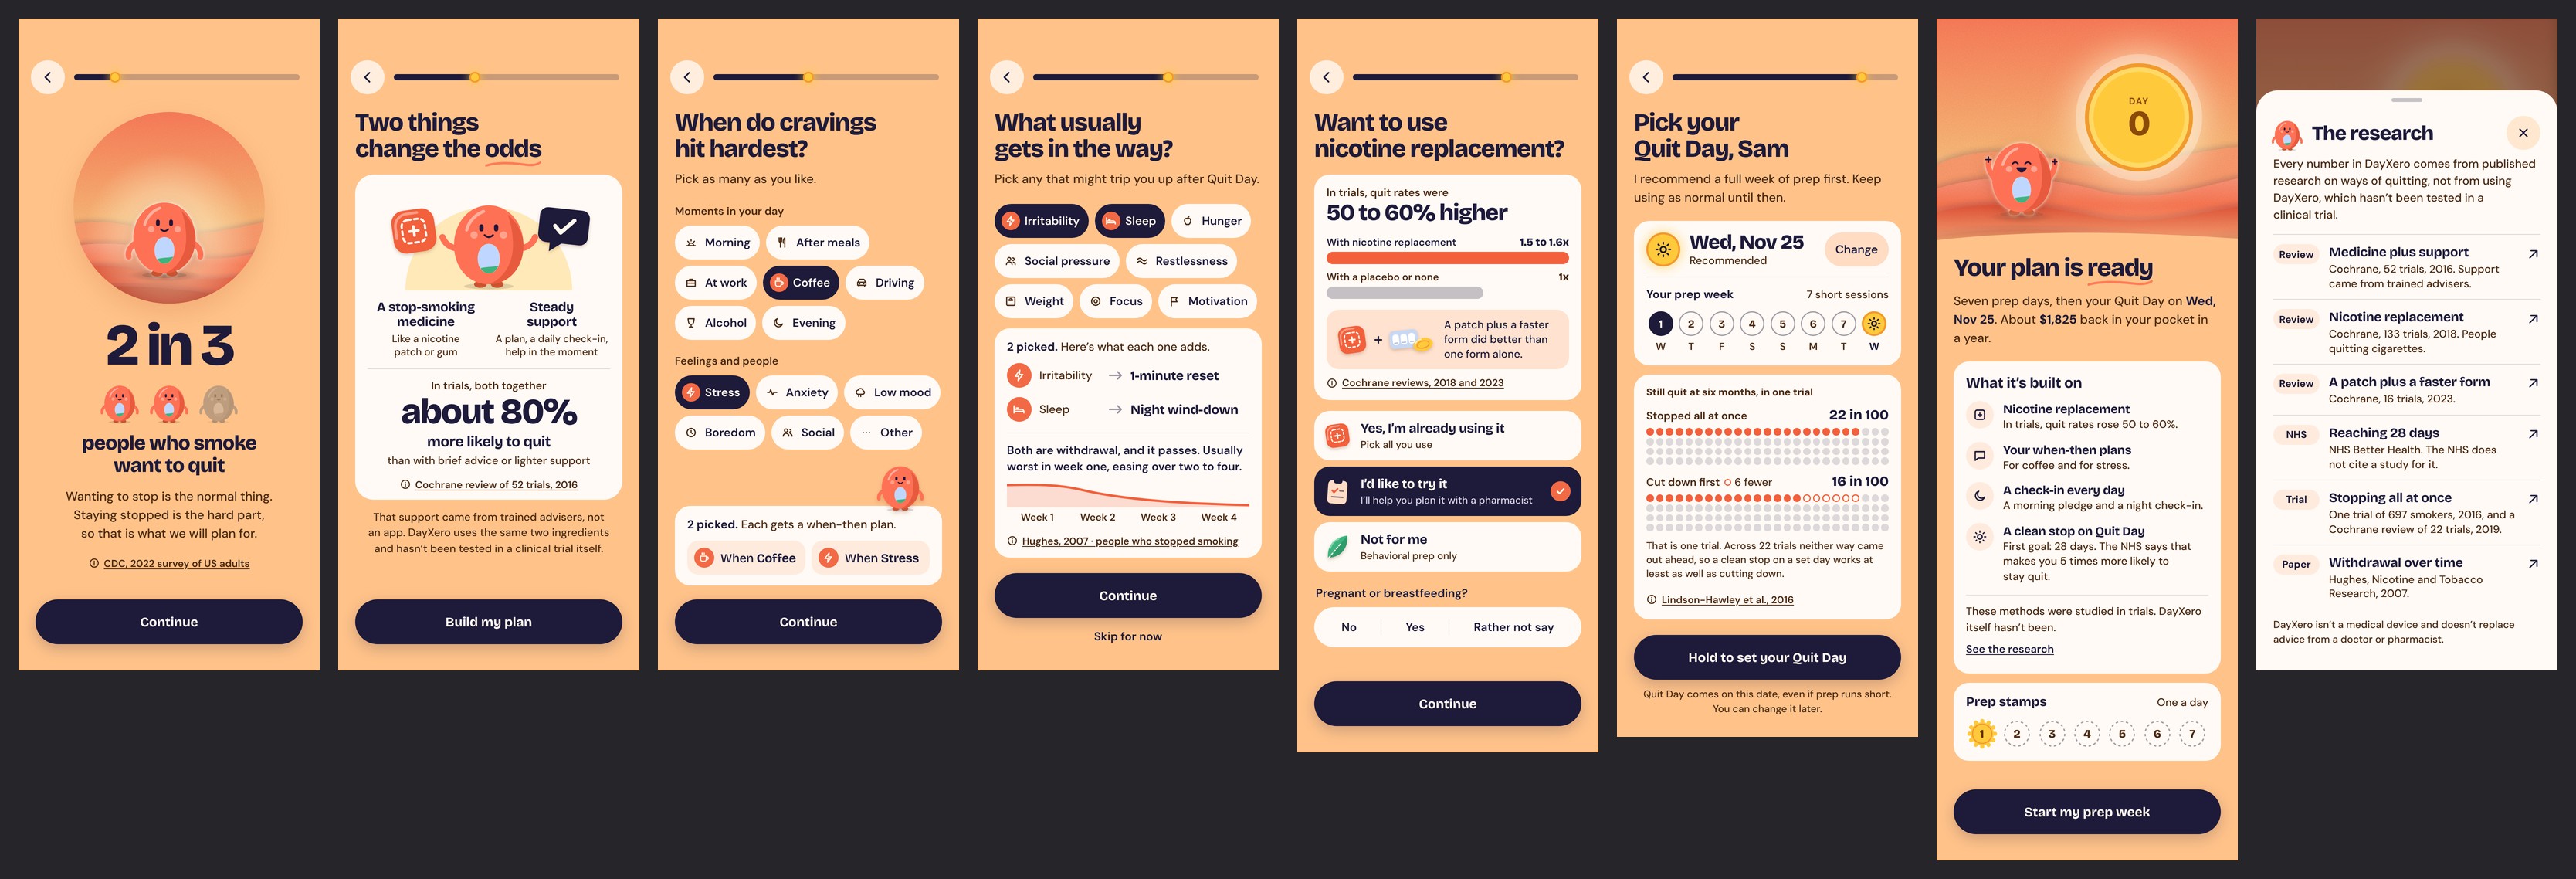 2 in 3
people who smoke
want to quit
Wanting to stop is the normal thing.
Staying stopped is the hard part,
so that is what we will plan for.
CDC, 2022 survey of US adults
Continue
Two things
change the odds
A stop-smoking
medicine
Like a nicotine
patch or gum
Steady
support
A plan, a daily check-in,
help in the moment
In trials, both together
about 80%
more likely to quit
than with brief advice or lighter support
Cochrane review of 52 trials, 2016
That support came from trained advisers, not
an app. DayXero uses the same two ingredients
and hasn't been tested in a clinical trial itself.
Build my plan
When do cravings
hit hardest?
Pick as many as you like.
Moments in your day
Morning
After meals
At work
Coffee
Driving
Alcohol
Evening
Feelings and people
Stress
Anxiety
Low mood
Boredom
Social
Other
2 picked. Each gets a when-then plan.
When Coffee
When Stress
Continue
What usually
gets in the way?
Pick any that might trip you up after Quit Day.
Irritability
Sleep
Hunger
Social pressure
Restlessness
Weight
Focus
Motivation
2 picked. Here's what each one adds.
Irritability → 1-minute reset
Sleep → Night wind-down
Both are withdrawal, and it passes. Usually
worst in week one, easing over two to four.
Week 1 Week 2 Week 3 Week 4
Hughes, 2007 · people who stopped smoking
Continue
Skip for now
Want to use
nicotine replacement?
In trials, quit rates were
50 to 60% higher
With nicotine replacement 1.5 to 1.6x
With a placebo or none 1x
+
A patch plus a faster
form did better than
one form alone.
Cochrane reviews, 2018 and 2023
Yes, I'm already using it
Pick all you use
I'd like to try it
I'll help you plan it with a pharmacist
Not for me
Behavioral prep only
Pregnant or breastfeeding?
No Yes Rather not say
Continue
Pick your
Quit Day, Sam
I recommend a full week of prep first. Keep
using as normal until then.
Wed, Nov 25
Recommended
Change
Your prep week 7 short sessions
1 2 3 4 5 6 7
W T F S S M T W
Still quit at six months, in one trial
Stopped all at once 22 in 100
Cut down first 6 fewer 16 in 100
That is one trial. Across 22 trials neither way came
out ahead, so a clean stop on a set day works at
least as well as cutting down.
Lindson-Hawley et al., 2016
Hold to set your Quit Day
Quit Day comes on this date, even if prep runs short.
You can change it later.
DAY
0
Your plan is ready
Seven prep days, then your Quit Day on Wed,
Nov 25. About $1,825 back in your pocket in
a year.
What it's built on
Nicotine replacement
In trials, quit rates rose 50 to 60%.
Your when-then plans
For coffee and for stress.
A check-in every day
A morning pledge and a night check-in.
A clean stop on Quit Day
First goal: 28 days. The NHS says that
makes you 5 times more likely to
stay quit.
These methods were studied in trials. DayXero
itself hasn't been.
See the research
Prep stamps One a day
1 2 3 4 5 6 7
Start my prep week
The research
Every number in DayXero comes from published
research on ways of quitting, not from using
DayXero, which hasn't been tested in a
clinical trial.
Review
Medicine plus support
Cochrane, 52 trials, 2016. Support
came from trained advisers.
Review
Nicotine replacement
Cochrane, 133 trials, 2018. People
quitting cigarettes.
Review
A patch plus a faster form
Cochrane, 16 trials, 2023.
NHS
Reaching 28 days
NHS Better Health. The NHS does
not cite a study for it.
Trial
Stopping all at once
One trial of 697 smokers, 2016, and a
Cochrane review of 22 trials, 2019.
Paper
Withdrawal over time
Hughes, Nicotine and Tobacco
Research, 2007.
DayXero isn't a medical device and doesn't replace
advice from a doctor or pharmacist.